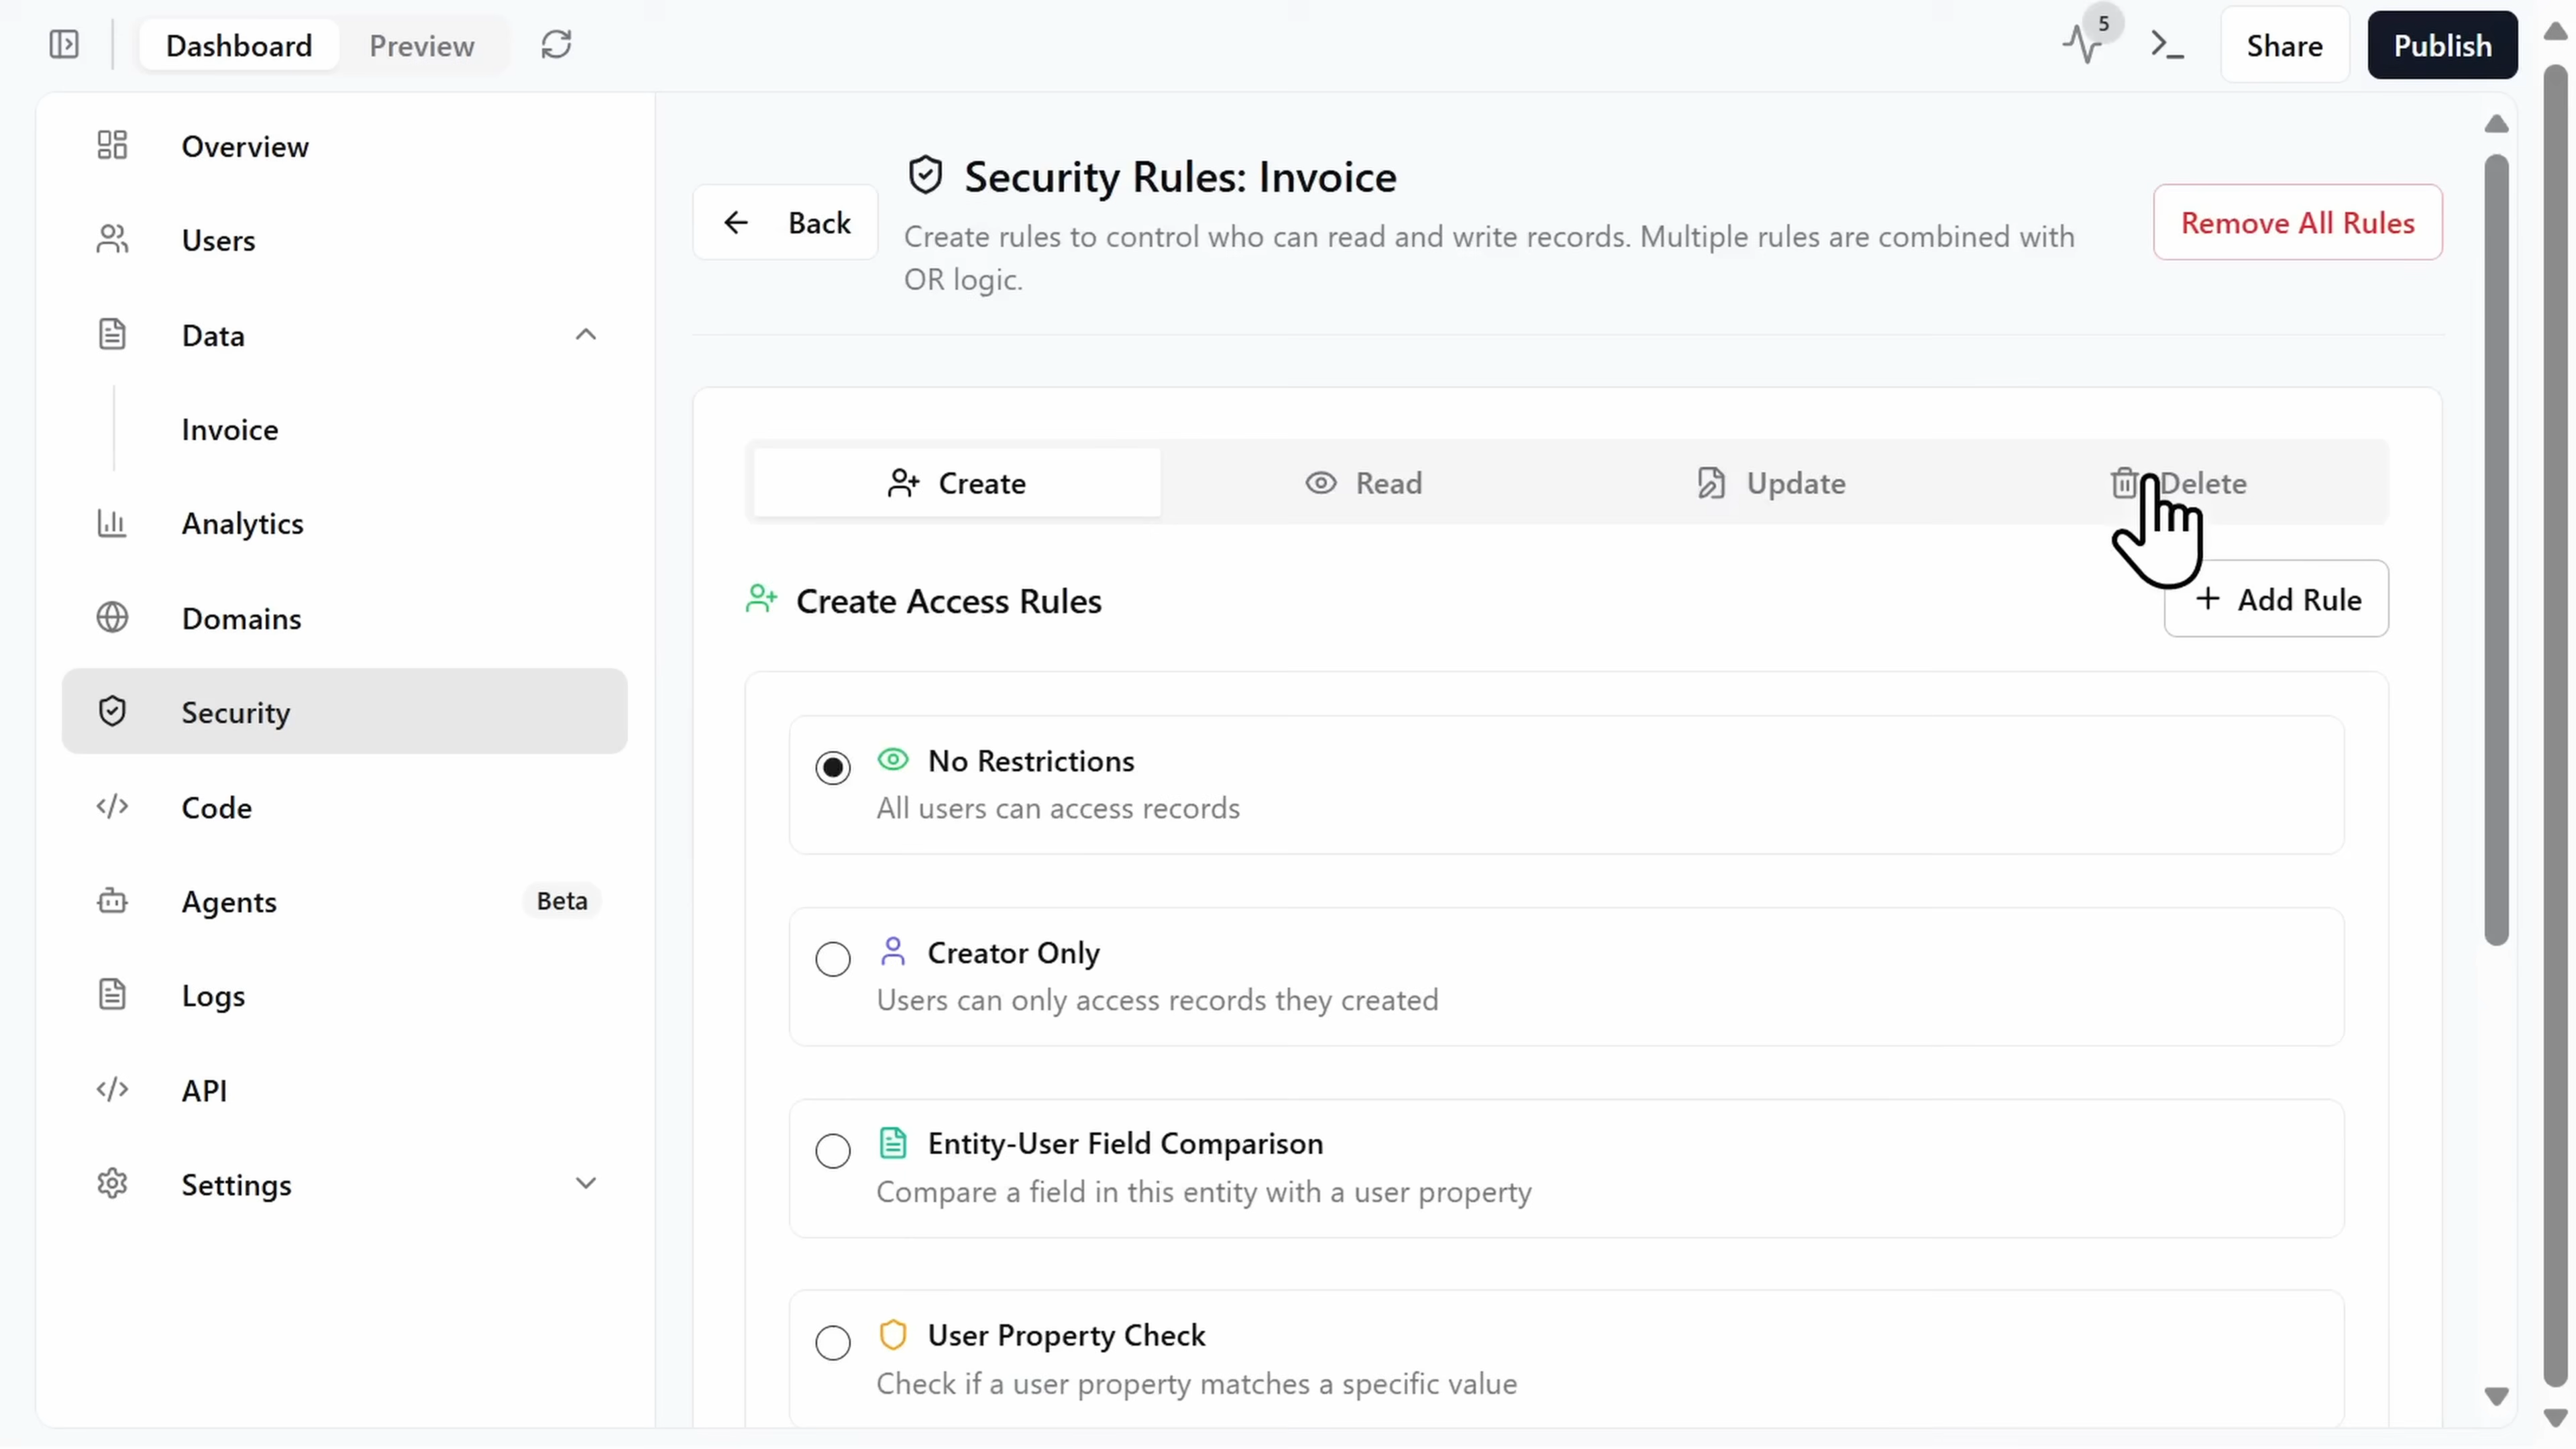 Dashboard
Preview
5
Share
Publish
Overview
Users
Data
Invoice
Analytics
Domains
Security
Code
Agents
Beta
Logs
API
Settings
Back
Security Rules: Invoice
Create rules to control who can read and write records. Multiple rules are combined with
OR logic.
Remove All Rules
Create
Read
Update
Delete
Create Access Rules
Add Rule
No Restrictions
All users can access records
Creator Only
Users can only access records they created
Entity-User Field Comparison
Compare a field in this entity with a user property
User Property Check
Check if a user property matches a specific value